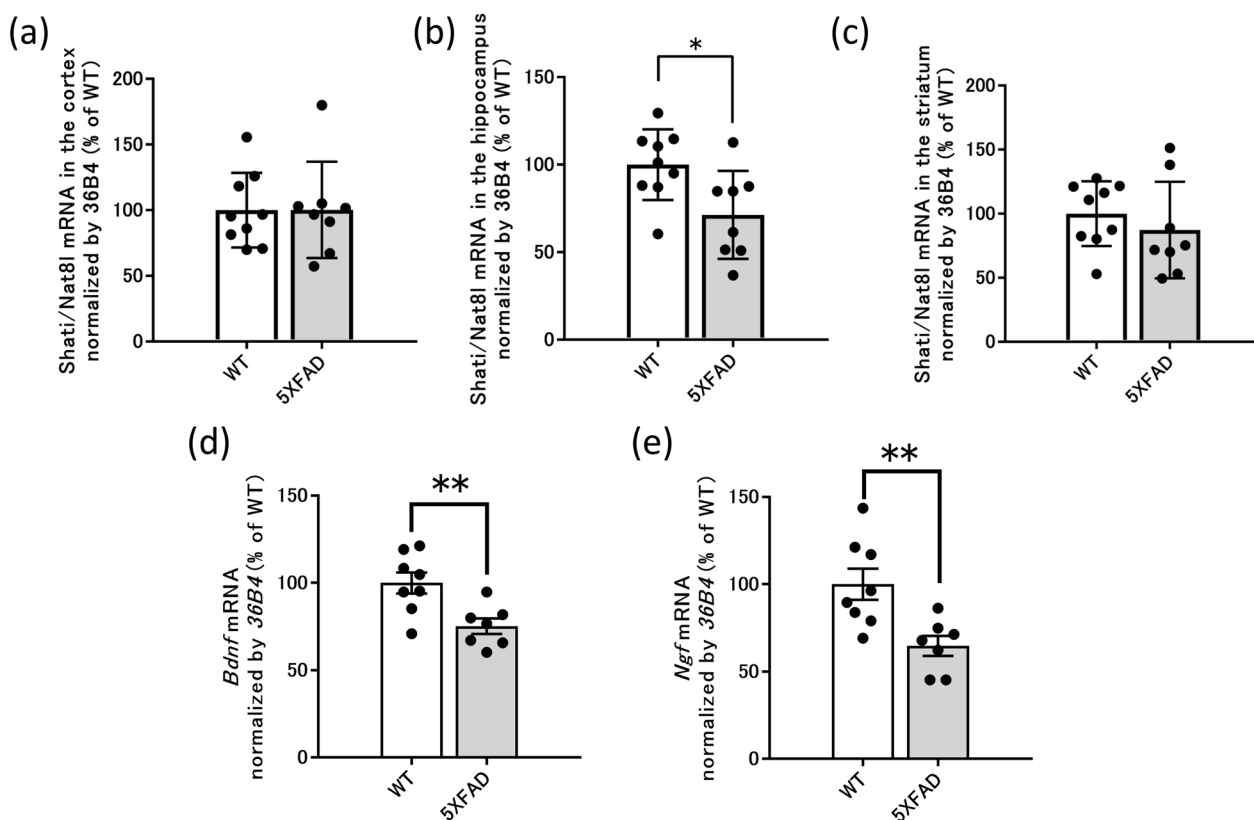 (a)
Shati/Nat8l mRNA in the cortex
normalized by 36B4 (% of WT)
200
150
100
50
0
WT
5XFAD
(b)
Shati/Nat8l mRNA in the hippocampus
normalized by 36B4 (% of WT)
150
100
50
0
*
WT
5XFAD
(c)
Shati/Nat8l mRNA in the striatum
normalized by 36B4 (% of WT)
200
150
100
50
0
WT
5XFAD
(d)
Bdnf mRNA
normalized by 36B4 (% of WT)
150
100
50
0
**
WT
5XFAD
(e)
Ngf mRNA
normalized by 36B4 (% of WT)
150
100
50
0
**
WT
5XFAD